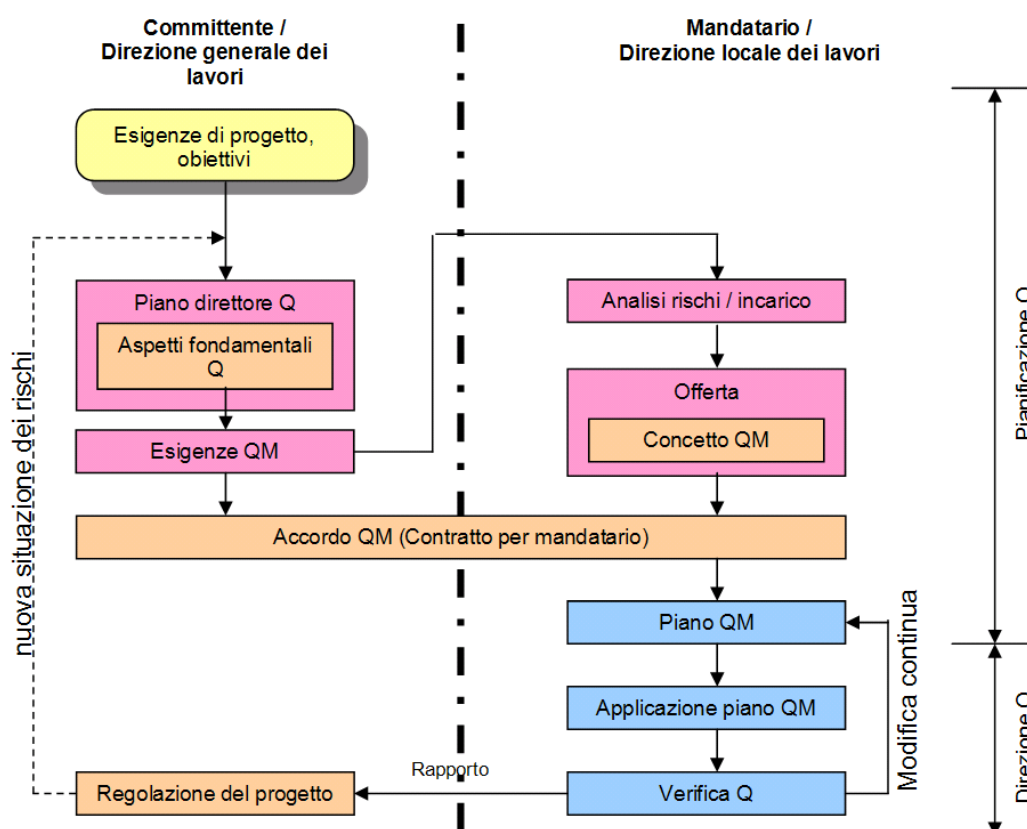 Committente /
Direzione generale dei
lavori
Mandatario /
Direzione locale dei lavori
Esigenze di progetto,
obiettivi
Piano direttore Q
Aspetti fondamentali
Q
Esigenze QM
Analisi rischi / incarico
Offerta
Concetto QM
Accordo QM (Contratto per mandatario)
Piano QM
Applicazione piano QM
Verifica Q
Rapporto
Regolazione del progetto
nuova situazione dei rischi
Modifica continua
Pianificazione Q
Direzione Q